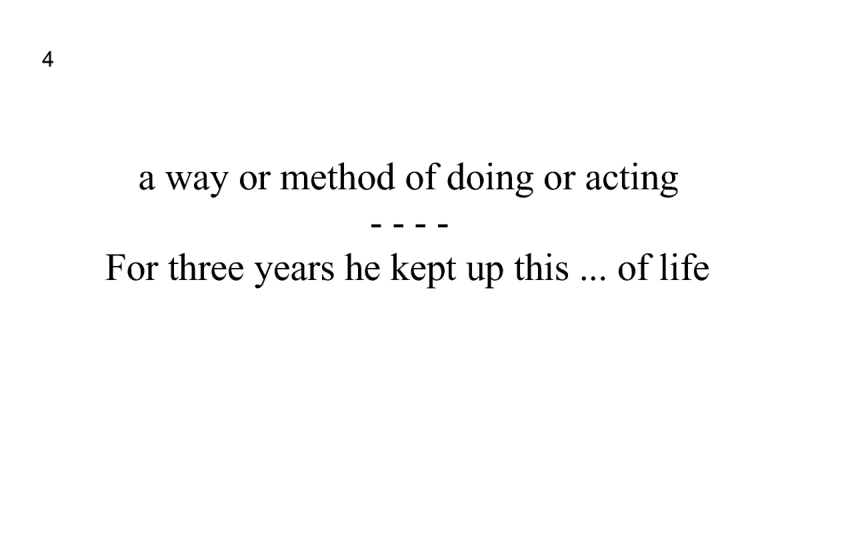 4
a way or method of doing or acting
- - - -
For three years he kept up this ... of life